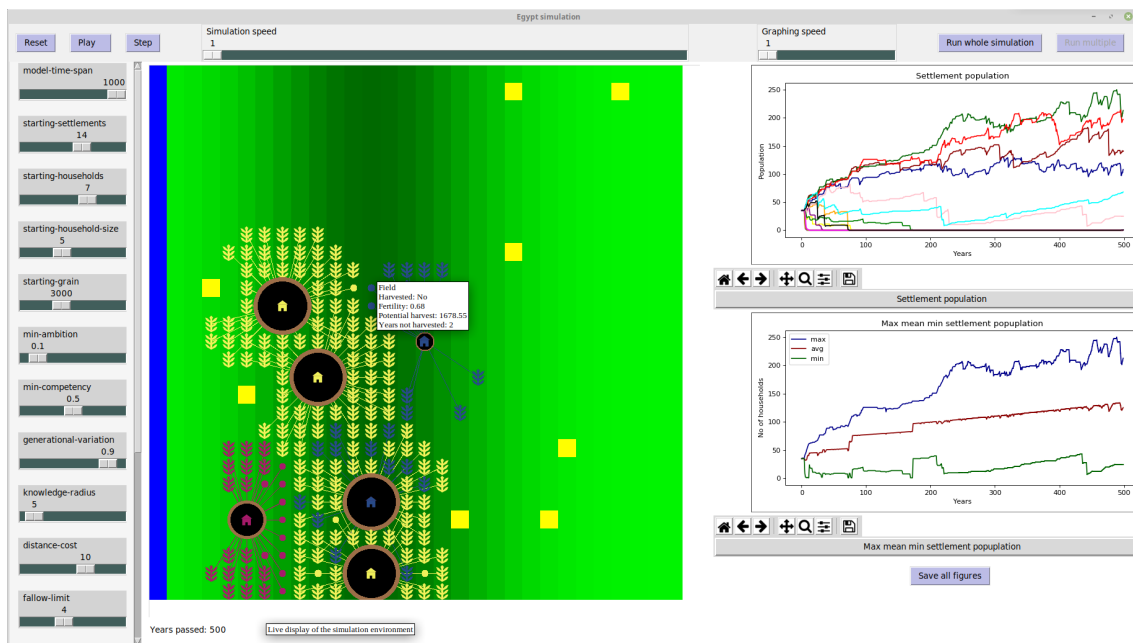 Egypt simulation
Reset
Play
Step
Simulation speed
1
Graphing speed
1
Run whole simulation
Run multiple
model-time-span
1000
starting-settlements
14
starting-households
7
starting-household-size
5
starting-grain
3000
min-ambition
0.1
min-competency
0.5
generational-variation
0.9
knowledge-radius
5
distance-cost
10
fallow-limit
4
Field
Harvested: No
Fertility: 0.68
Potential harvest: 1678.55
Years not harvested: 2
Years passed: 500
Live display of the simulation environment
Settlement population
Population
250
200
150
100
50
0
0 100 200 300 400 500
Years
Settlement population
Max mean min settlement popuplation
max
avg
min
No of households
250
200
150
100
50
0
0 100 200 300 400 500
Years
Max mean min settlement popuplation
Save all figures